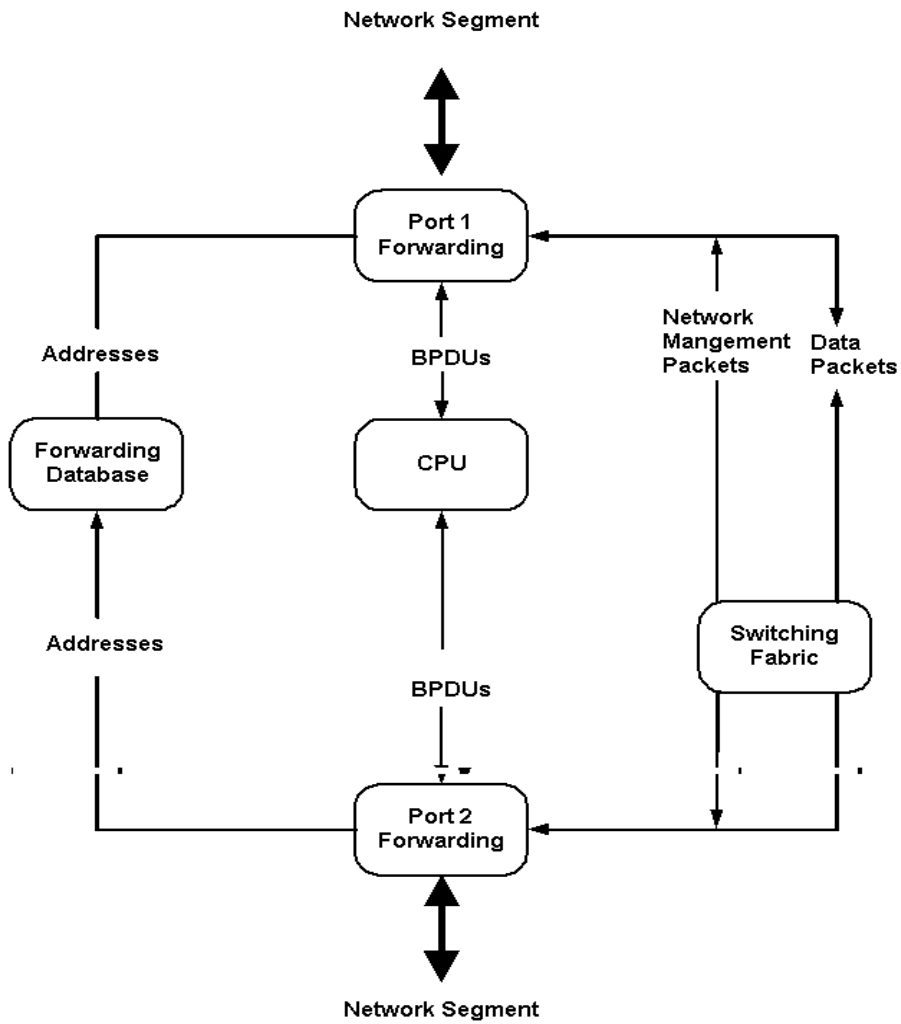 Network Segment
Port 1
Forwarding
Addresses
BPDUs
Network
Mangement
Packets
Data
Packets
Forwarding
Database
CPU
Addresses
Switching
Fabric
BPDUs
Port 2
Forwarding
Network Segment